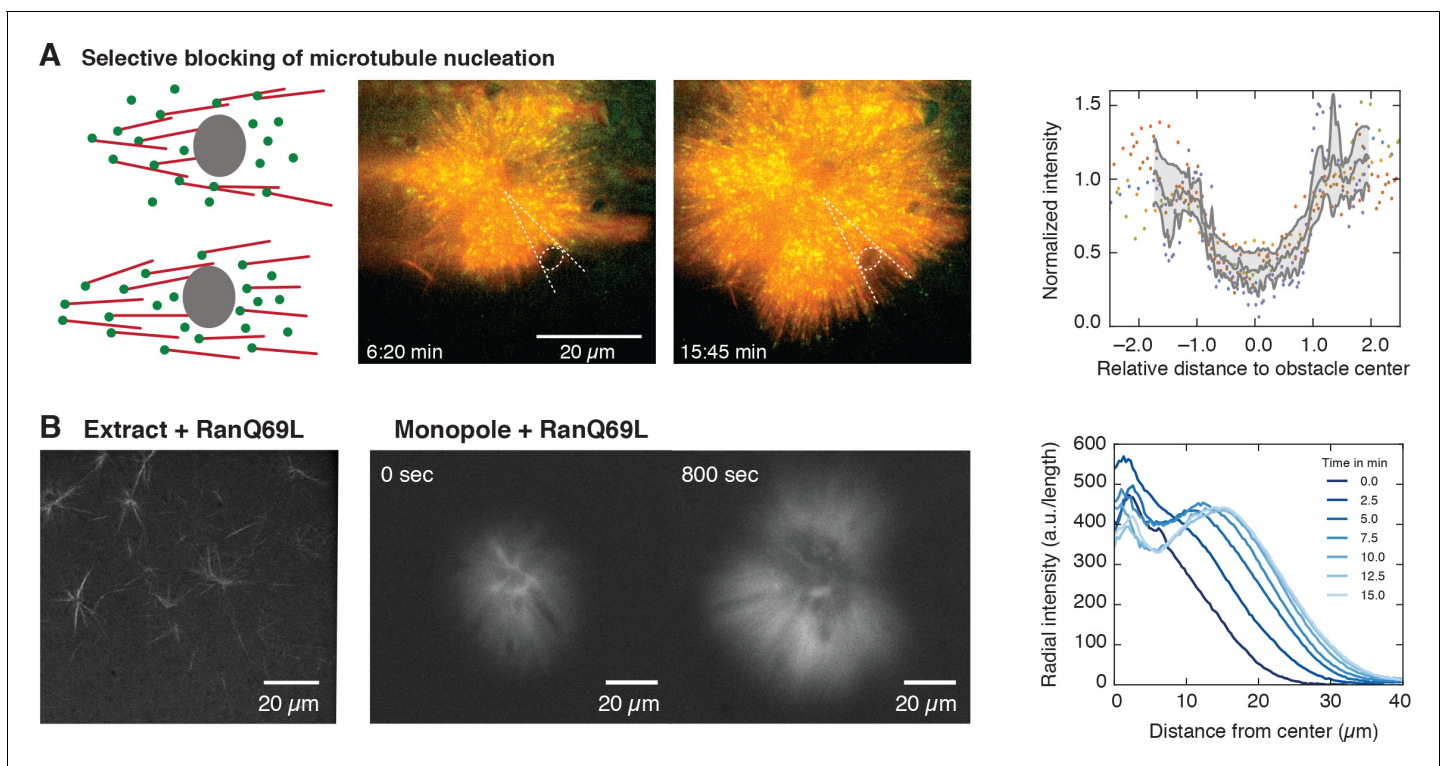 A Selective blocking of microtubule nucleation
6:20 min
20 µm
15:45 min
Normalized intensity
1.5
1.0
0.5
0.0
−2.0 −1.0 0.0 1.0 2.0
Relative distance to obstacle center
B Extract + RanQ69L
20 µm
Monopole + RanQ69L
0 sec
20 µm
800 sec
20 µm
Radial intensity (a.u./length)
600
500
400
300
200
100
0
Time in min
0.0
2.5
5.0
7.5
10.0
12.5
15.0
0 10 20 30 40
Distance from center (µm)